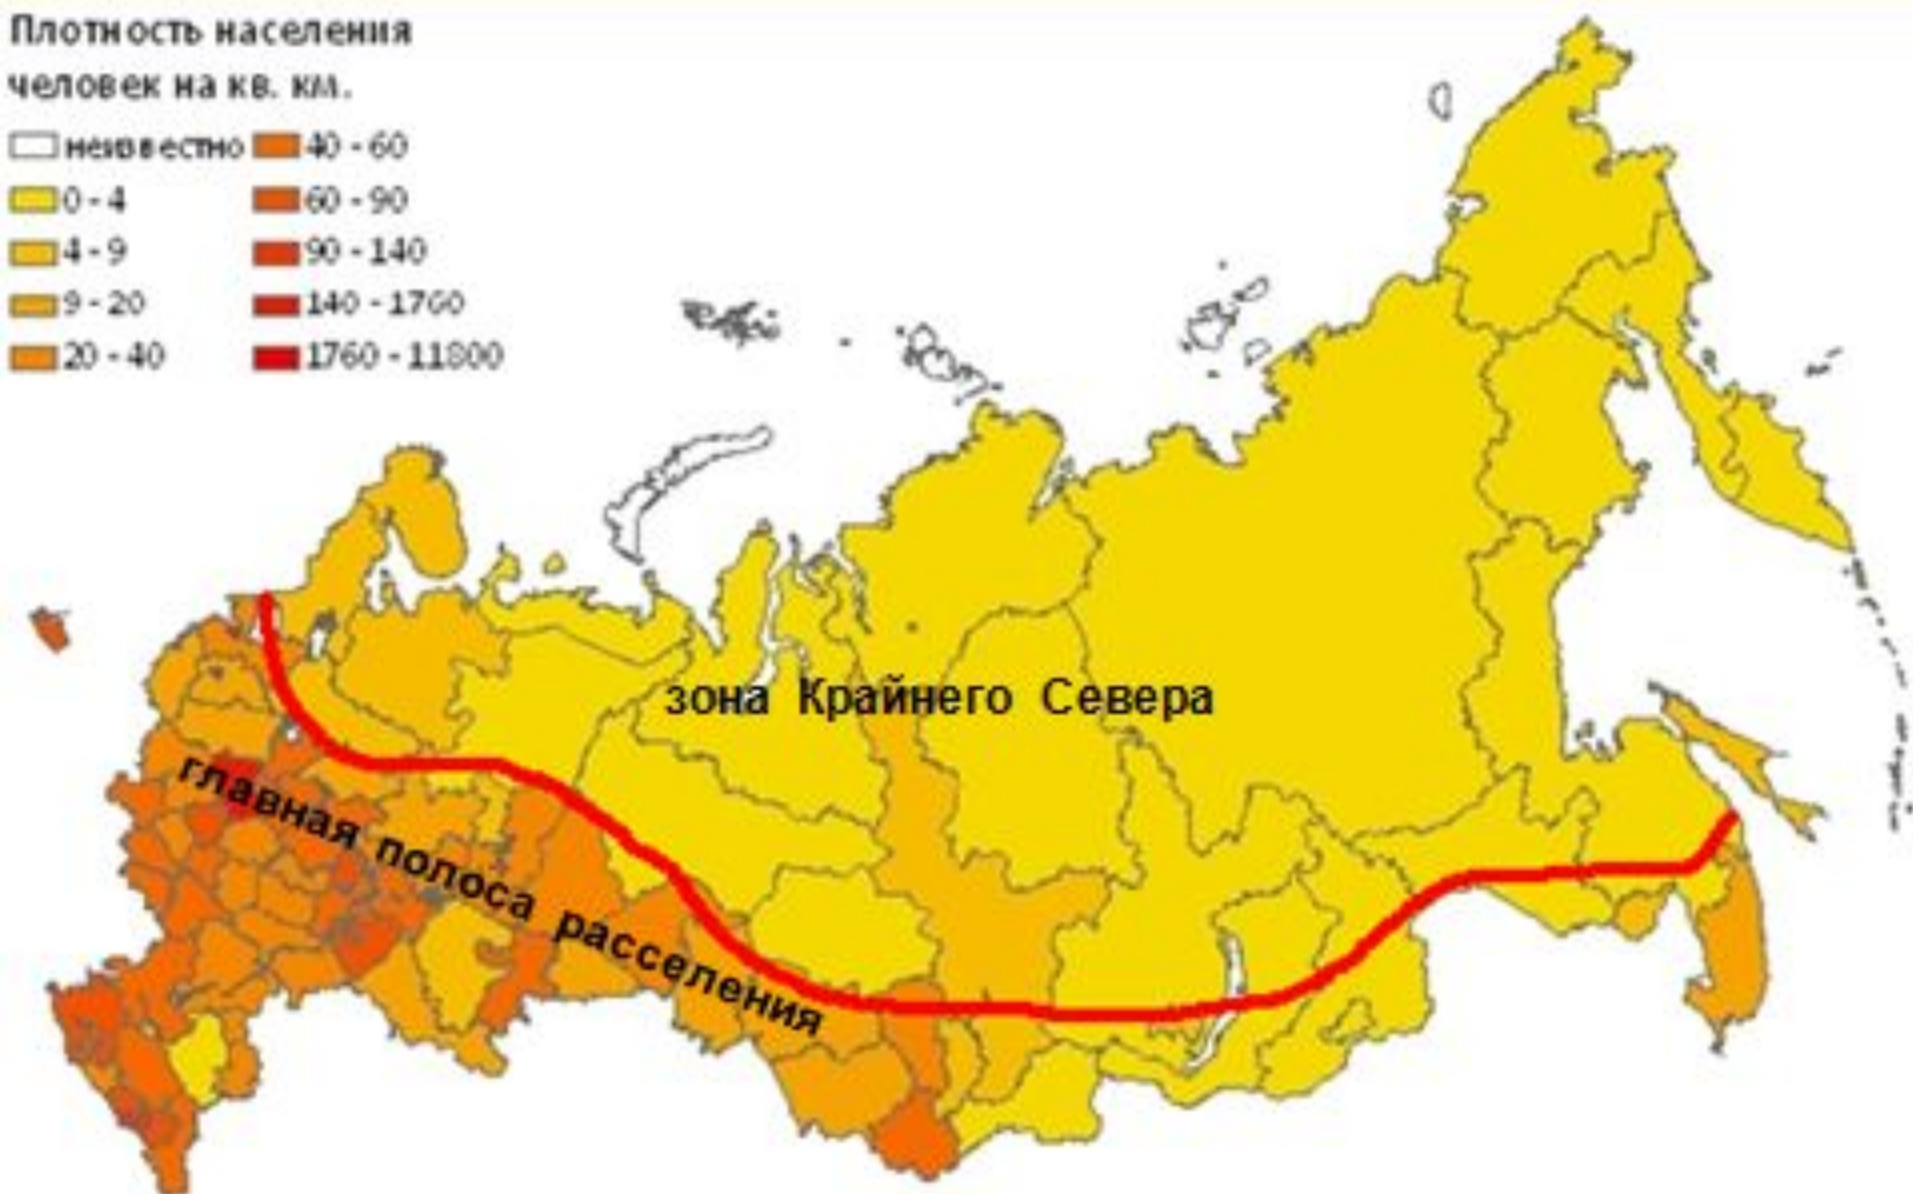 Плотность населения
человек на кв. км.
неизвестно
0 - 4
4 - 9
9 - 20
20 - 40
40 - 60
60 - 90
90 - 140
140 - 1760
1760 - 11800
зона Крайнего Севера
главная полоса расселения